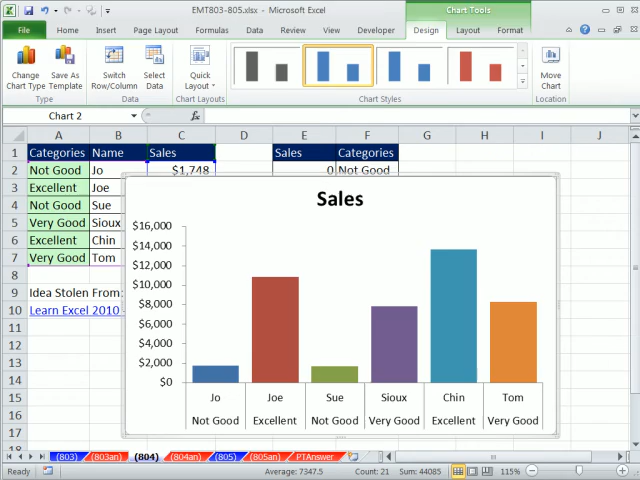 EMT803-805.xlsx - Microsoft Excel
Chart Tools
File Home Insert Page Layout Formulas Data Review View Developer Design Layout Format
Change Chart Type
Save As Template
Switch Row/Column
Select Data
Quick Layout
Move Chart
Type Data Chart Layouts Chart Styles Location
Chart 2 fx
A B C D E F G H I J
1 Categories Name Sales Sales Categories
2 Not Good Jo $1,748 0 Not Good
3 Excellent Joe
4 Not Good Sue
5 Very Good Sioux
6 Excellent Chin
7 Very Good Tom
8
9 Idea Stolen From:
10 Learn Excel 2010 -
11
12
13
14
15
16
17
Sales
$16,000
$14,000
$12,000
$10,000
$8,000
$6,000
$4,000
$2,000
$0
Jo Joe Sue Sioux Chin Tom
Not Good Excellent Not Good Very Good Excellent Very Good
(803) (803an) (804) (804an) (805) (805an) PTAnswer
Ready Average: 7347.5 Count: 21 Sum: 44085 115%